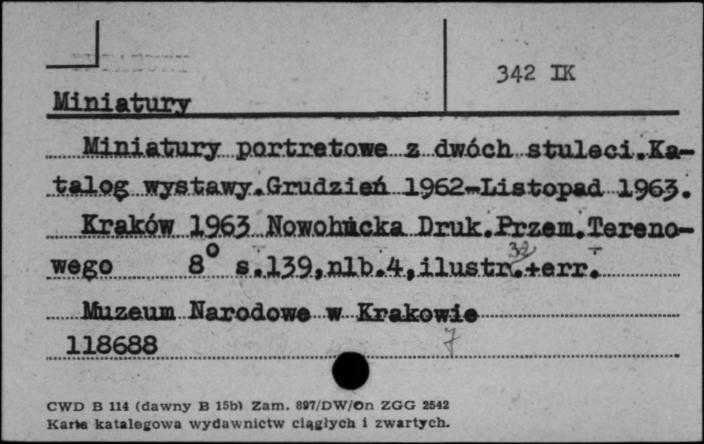 342 IK
Miniatury
Miniatury portretowe z dwóch stuleci.Ka-
talog wystawy.Grudzień 1962-Listopad 1963.
Kraków 1963 Nowohucka Druk.Przem.Tereno-
32
wego 8° s.139,nlb.4,ilustr.+err.
Muzeum Narodowe w Krakowie
7
118688
CWD B 114 (dawny B 15b) Zam. 897/DW/On ZGG 2542
Karta katalogowa wydawnictw ciągłych i zwartych.